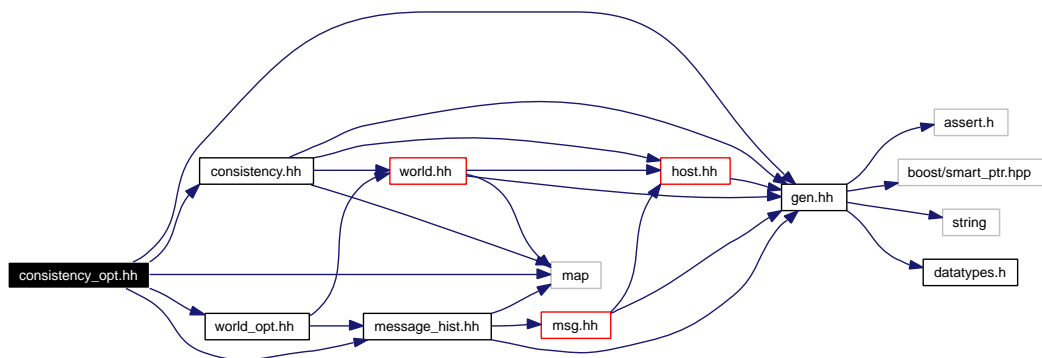 consistency_opt.hh
consistency.hh
world_opt.hh
world.hh
message_hist.hh
map
msg.hh
host.hh
gen.hh
assert.h
boost/smart_ptr.hpp
string
datatypes.h